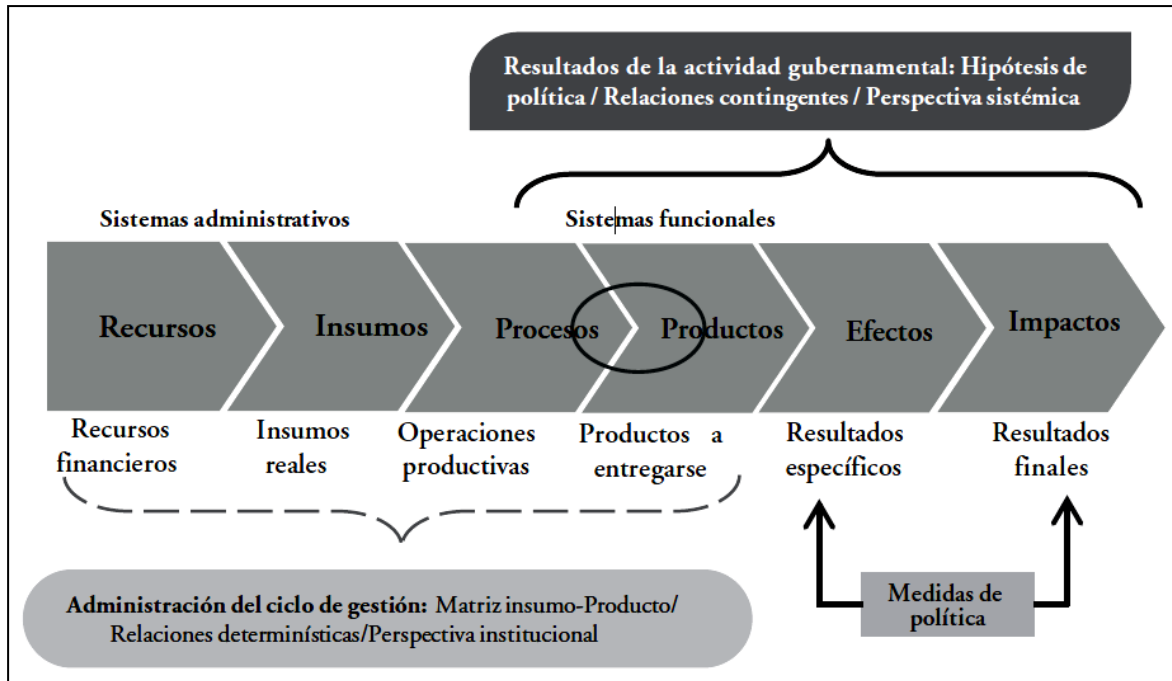 Resultados de la actividad gubernamental: Hipótesis de
política / Relaciones contingentes / Perspectiva sistémica
Sistemas administrativos
Sistemas funcionales
Recursos
Insumos
Procesos
Productos
Efectos
Impactos
Recursos
financieros
Insumos
reales
Operaciones
productivas
Productos a
entregarse
Resultados
específicos
Resultados
finales
Administración del ciclo de gestión: Matriz insumo-Producto/
Relaciones determinísticas/Perspectiva institucional
Medidas de
política